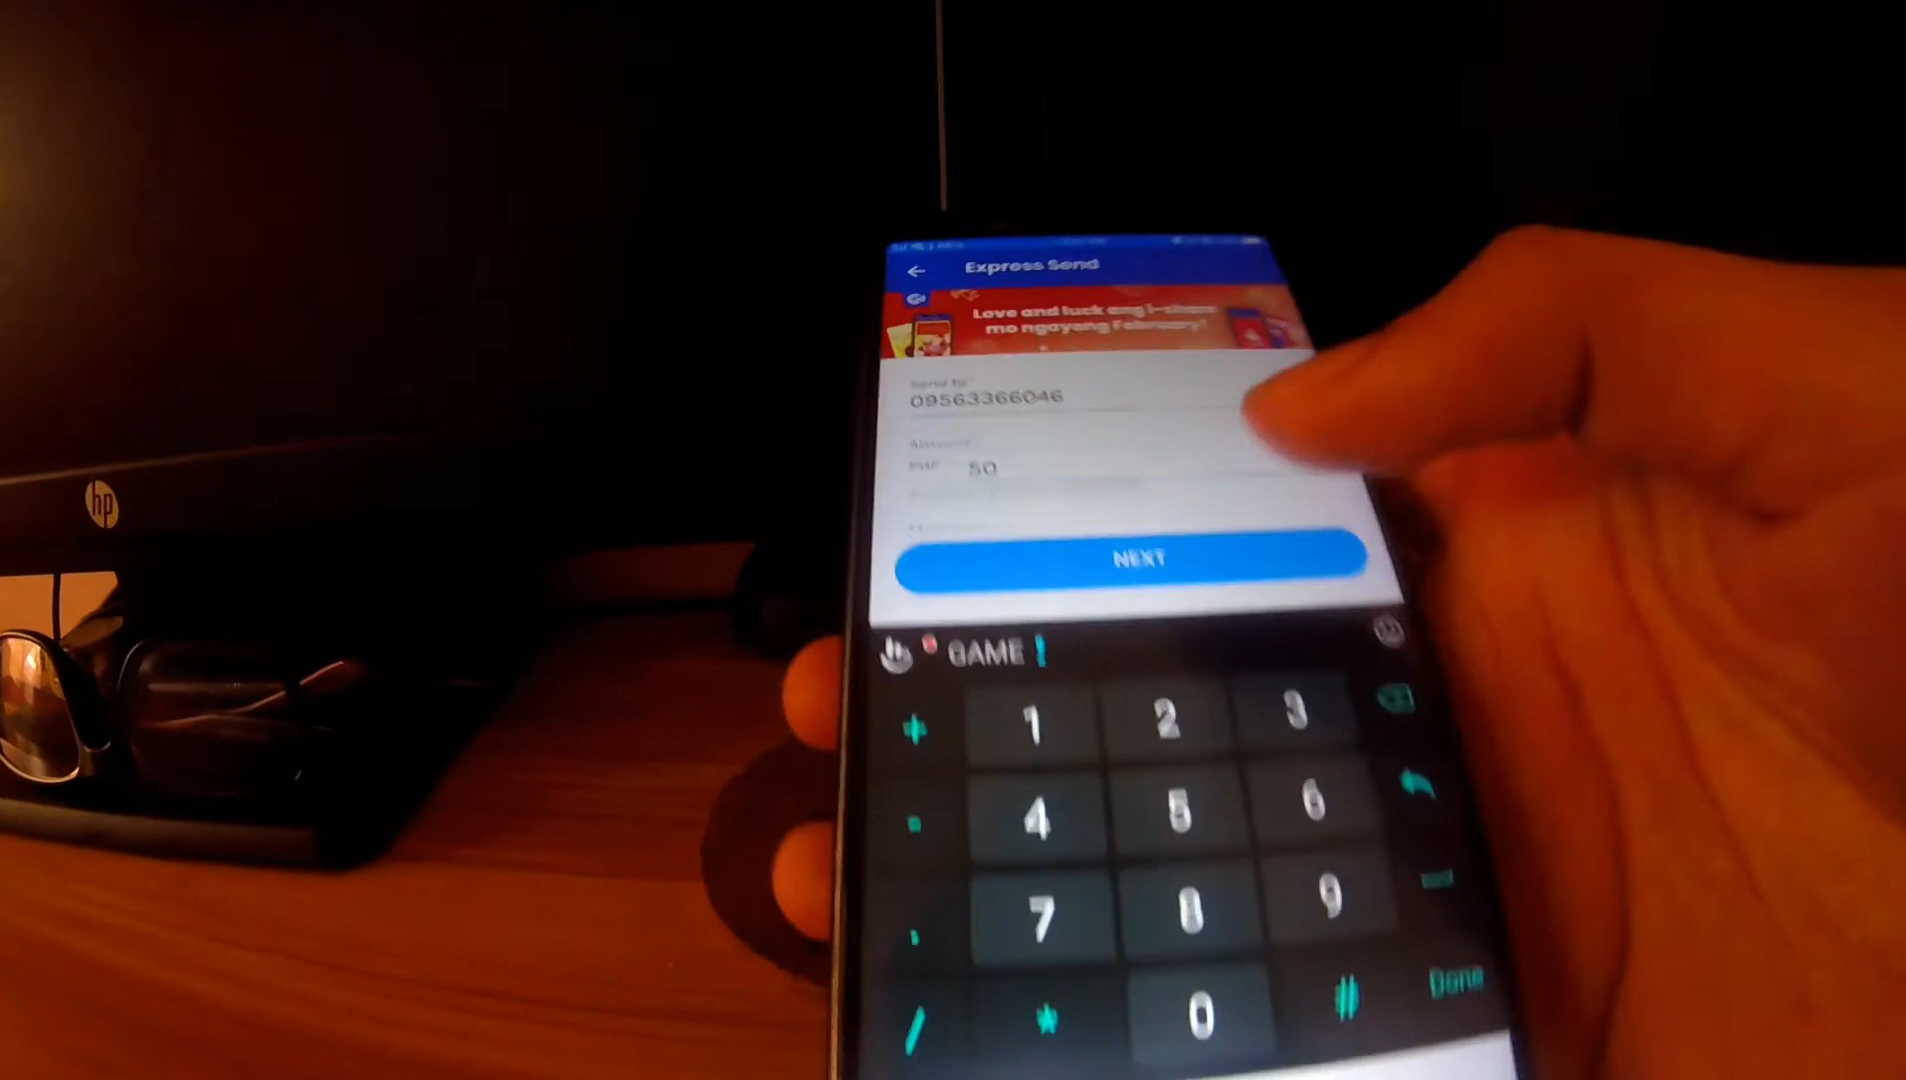 Express Send
Love and luck ang i-share
mo ngayong February!
Send to
09563366046
Amount
PHP 50
NEXT
GAME !
+ 1 2 3
4 5 6
, 7 8 9
/ * 0 # Done
hp